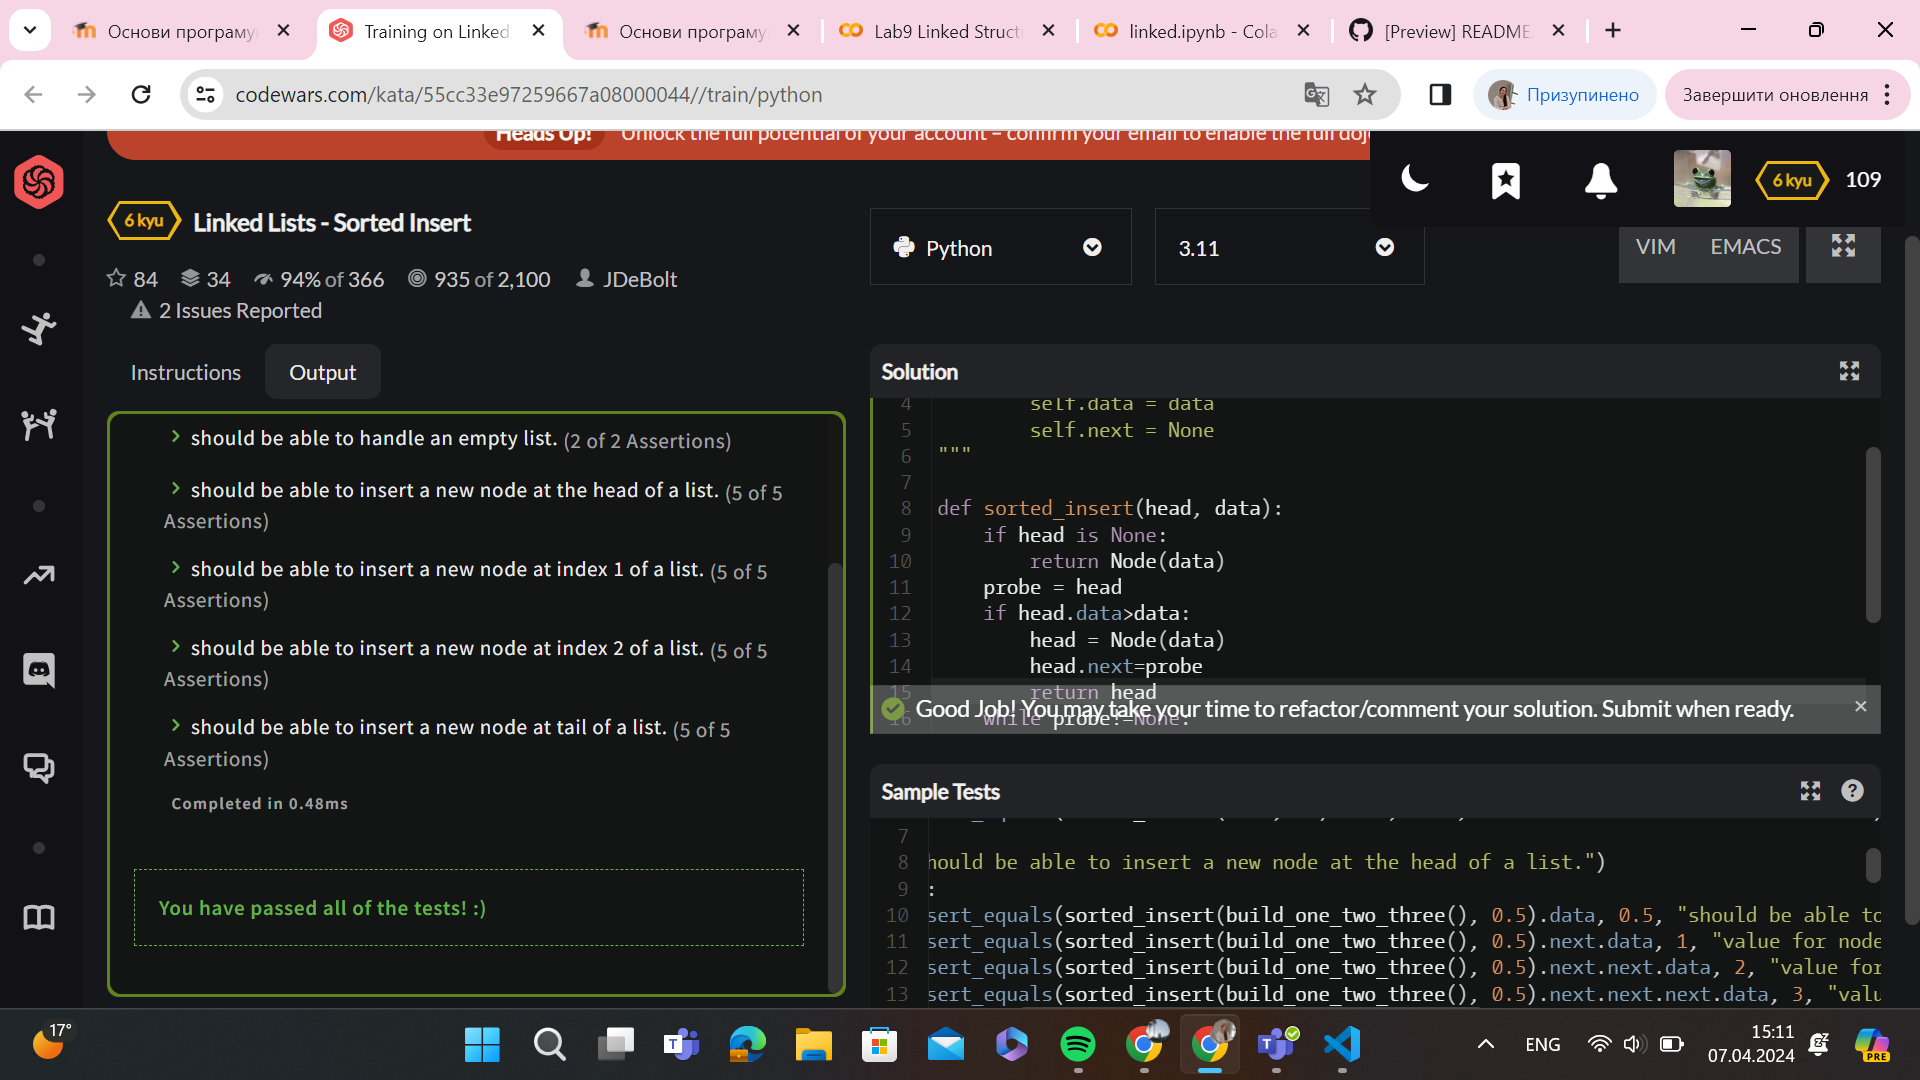 Основи програму
Training on Linked
Основи програму
Lab9 Linked Structu
linked.ipynb - Cola
[Preview] README.
codewars.com/kata/55cc33e97259667a08000044//train/python
Призупинено
Завершити оновлення
Heads Up! Unlock the full potential of your account – confirm your email to enable the full doj
6 kyu 109
6 kyu Linked Lists - Sorted Insert
84 34 94% of 366 935 of 2,100 JDeBolt
2 Issues Reported
Python
3.11
VIM EMACS
Instructions Output
should be able to handle an empty list. (2 of 2 Assertions)
should be able to insert a new node at the head of a list. (5 of 5
Assertions)
should be able to insert a new node at index 1 of a list. (5 of 5
Assertions)
should be able to insert a new node at index 2 of a list. (5 of 5
Assertions)
should be able to insert a new node at tail of a list. (5 of 5
Assertions)
Completed in 0.48ms
You have passed all of the tests! :)
Solution
4 self.data = data
5 self.next = None
6 """
7
8 def sorted_insert(head, data):
9 if head is None:
10 return Node(data)
11 probe = head
12 if head.data>data:
13 head = Node(data)
14 head.next=probe
15 return head
16 while probe!=None:
Good Job! You may take your time to refactor/comment your solution. Submit when ready.
Sample Tests
7
8 hould be able to insert a new node at the head of a list.")
9 :
10 sert_equals(sorted_insert(build_one_two_three(), 0.5).data, 0.5, "should be able to
11 sert_equals(sorted_insert(build_one_two_three(), 0.5).next.data, 1, "value for node
12 sert_equals(sorted_insert(build_one_two_three(), 0.5).next.next.data, 2, "value for
13 sert_equals(sorted_insert(build_one_two_three(), 0.5).next.next.next.data, 3, "valu
17°
ENG
15:11
07.04.2024
PRE